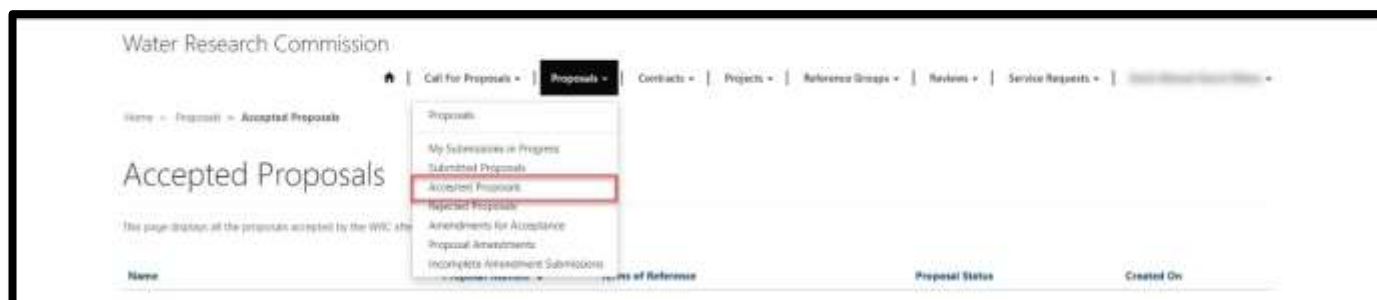 Water Research Commission
| Call For Proposals | Proposals | Contracts | Projects | Reference Groups | Reviews | Service Requests |
Home > Proposals > Accepted Proposals
Proposals
My Submissions in Progress
Submitted Proposals
Accepted Proposals
Rejected Proposals
Amendments for Acceptance
Proposal Amendments
Incomplete Amendment Submissions
Accepted Proposals
This page displays all the proposals accepted by the WRC
Name of Reference Proposal Status Created On